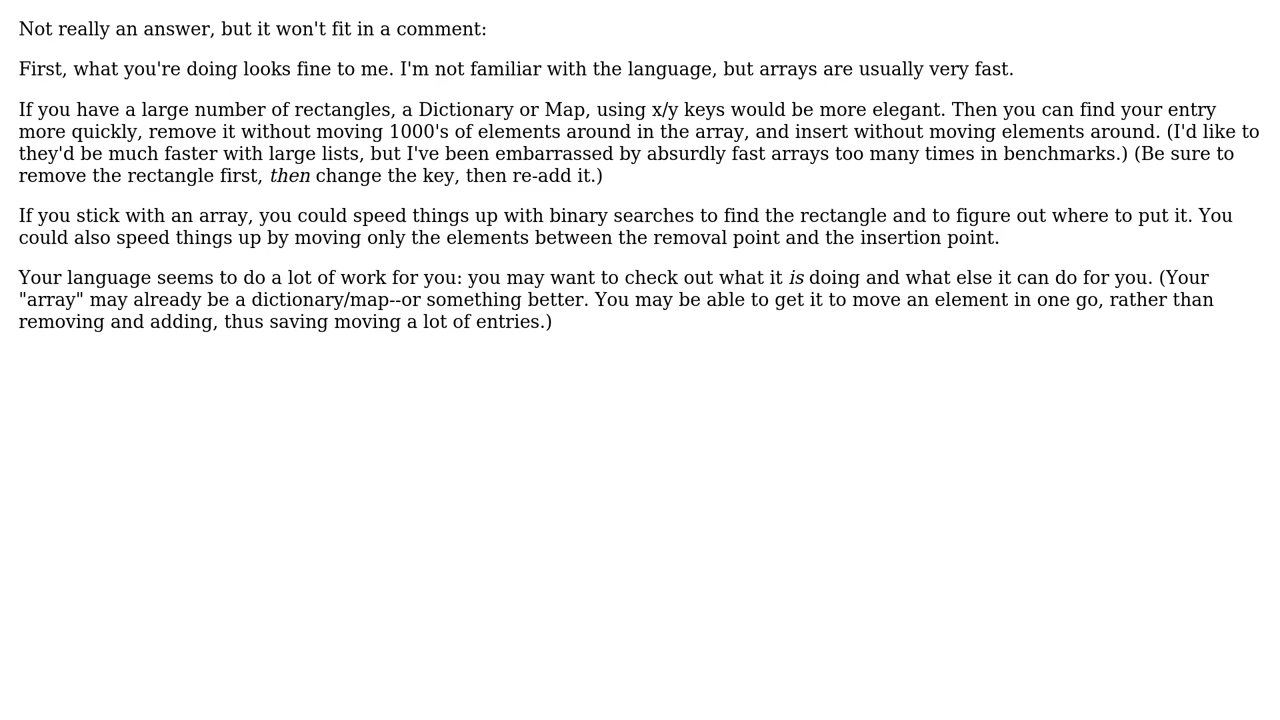 Not really an answer, but it won't fit in a comment:
First, what you're doing looks fine to me. I'm not familiar with the language, but arrays are usually very fast.
If you have a large number of rectangles, a Dictionary or Map, using x/y keys would be more elegant. Then you can find your entry
more quickly, remove it without moving 1000's of elements around in the array, and insert without moving elements around. (I'd like to
they'd be much faster with large lists, but I've been embarrassed by absurdly fast arrays too many times in benchmarks.) (Be sure to
remove the rectangle first, then change the key, then re-add it.)
If you stick with an array, you could speed things up with binary searches to find the rectangle and to figure out where to put it. You
could also speed things up by moving only the elements between the removal point and the insertion point.
Your language seems to do a lot of work for you: you may want to check out what it is doing and what else it can do for you. (Your
"array" may already be a dictionary/map--or something better. You may be able to get it to move an element in one go, rather than
removing and adding, thus saving moving a lot of entries.)